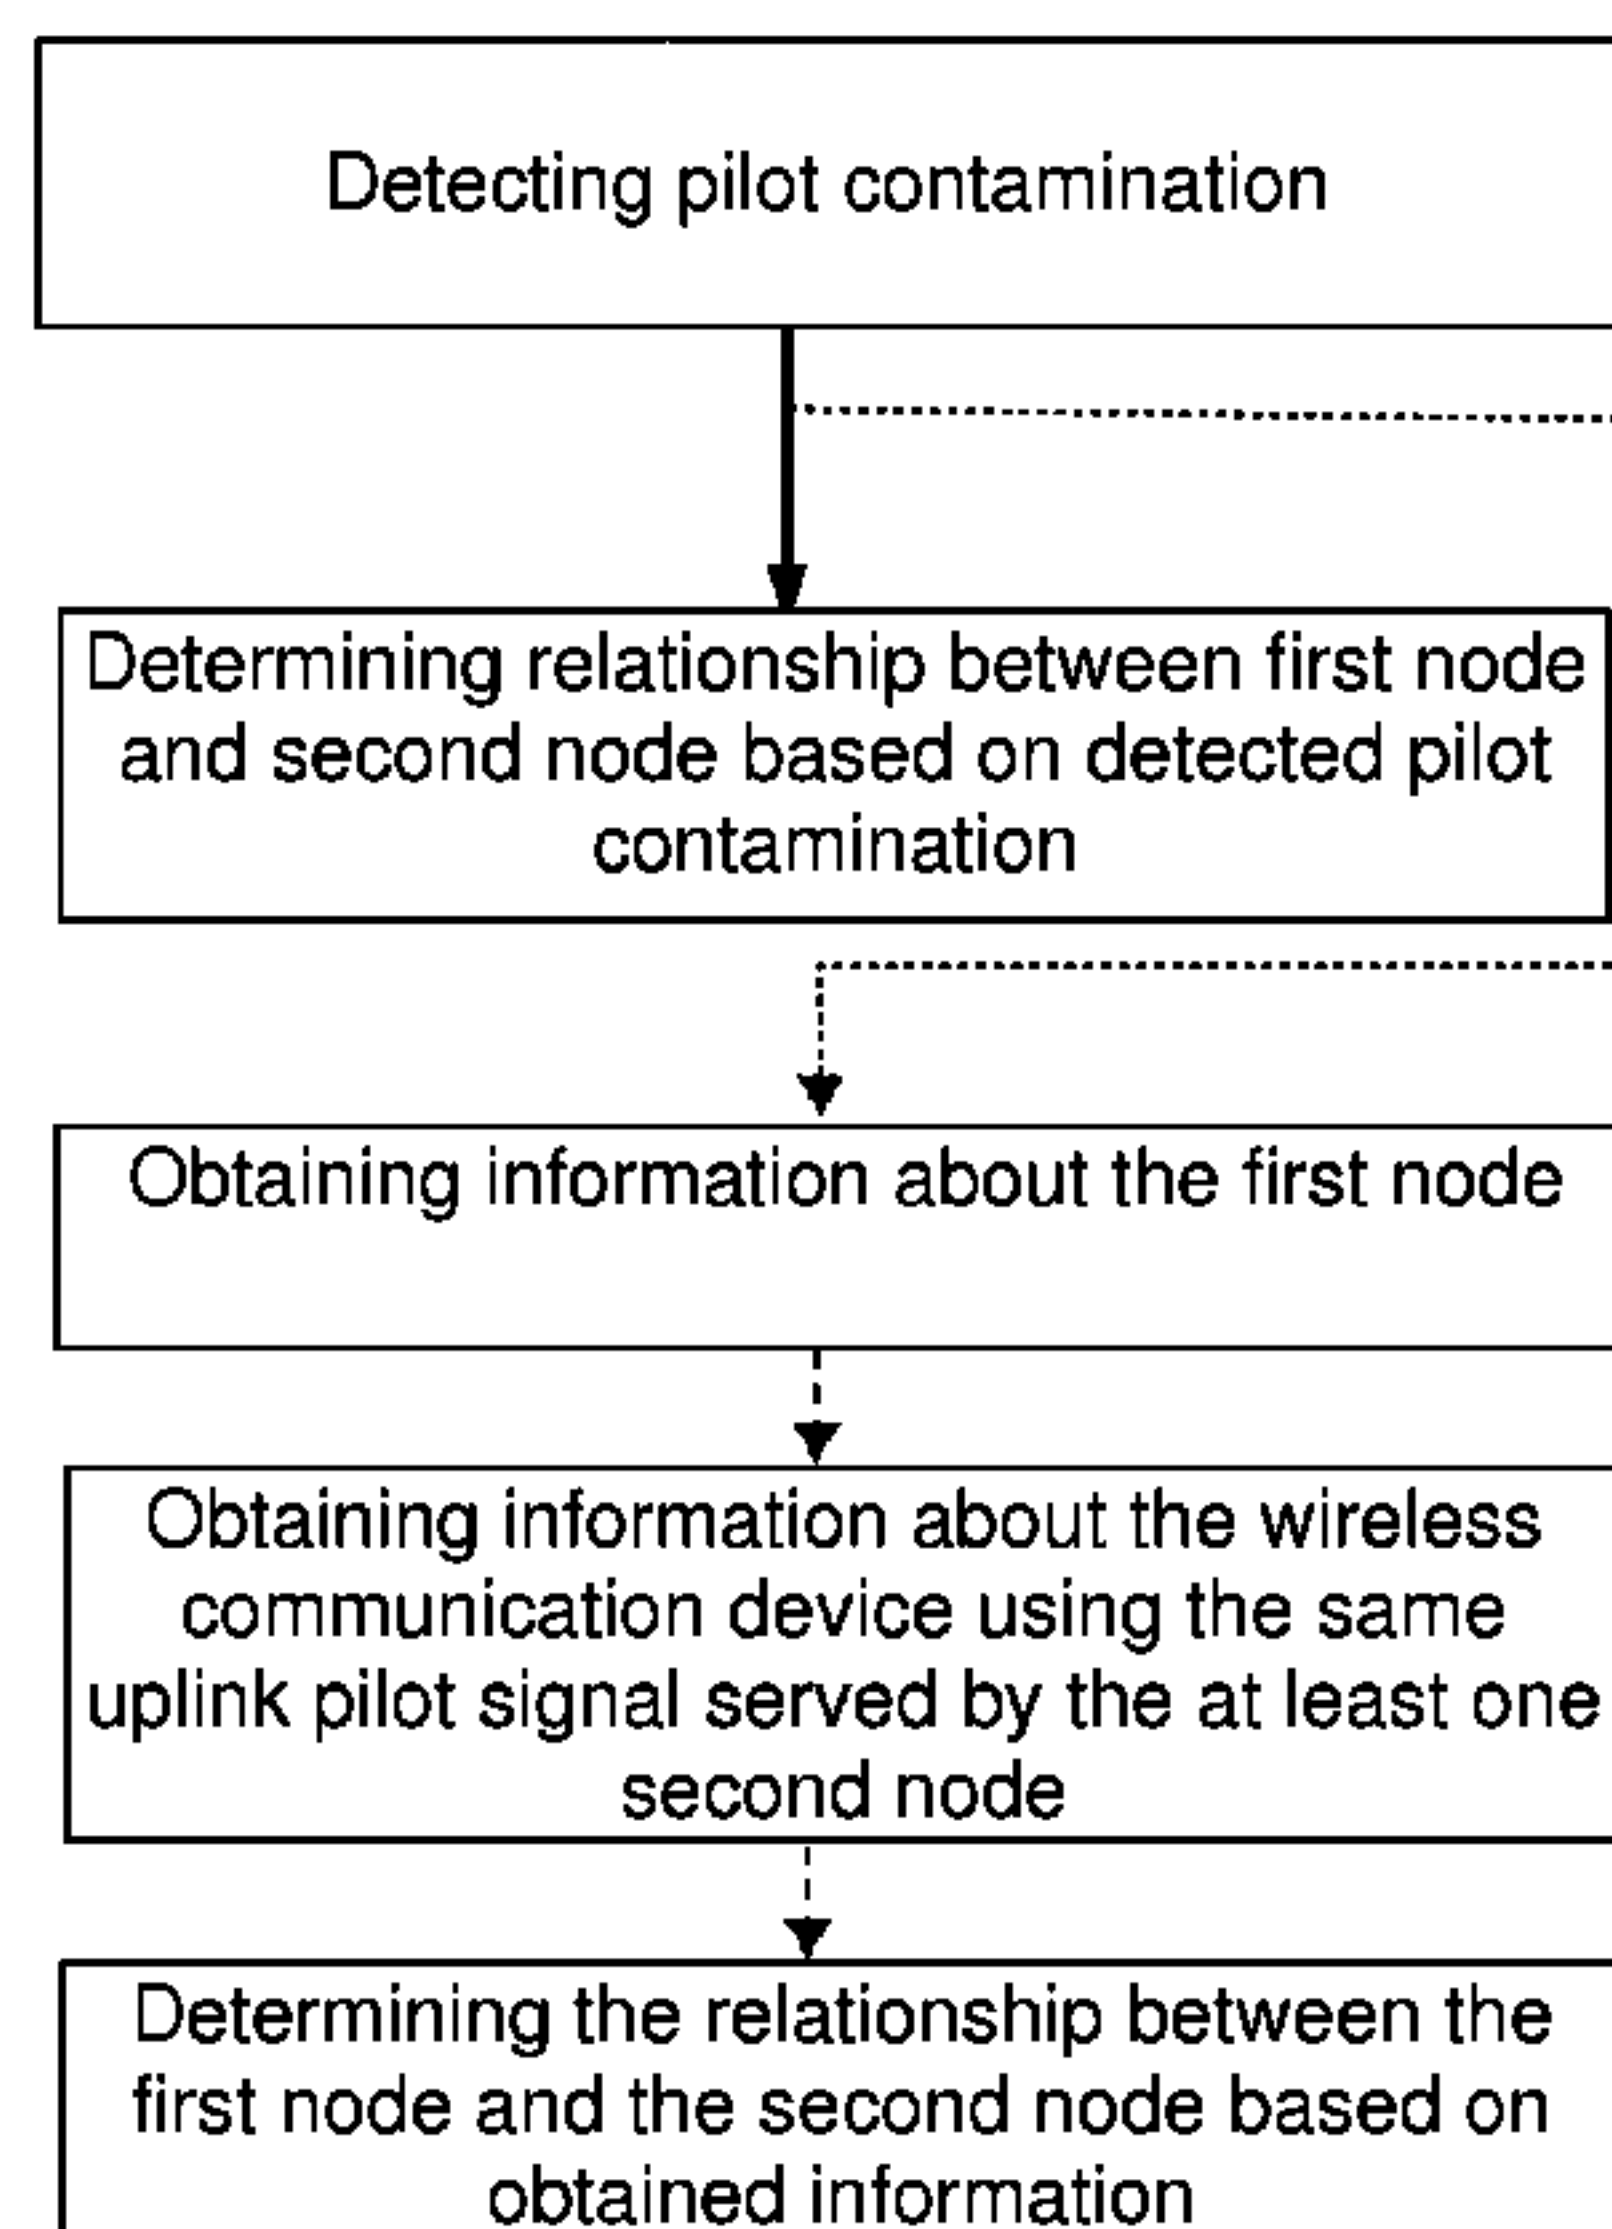 Detecting pilot contamination
Determining relationship between first node
and second node based on detected pilot
contamination
Obtaining information about the first node
Obtaining information about the wireless
communication device using the same
uplink pilot signal served by the at least one
second node
Determining the relationship between the
first node and the second node based on
obtained information